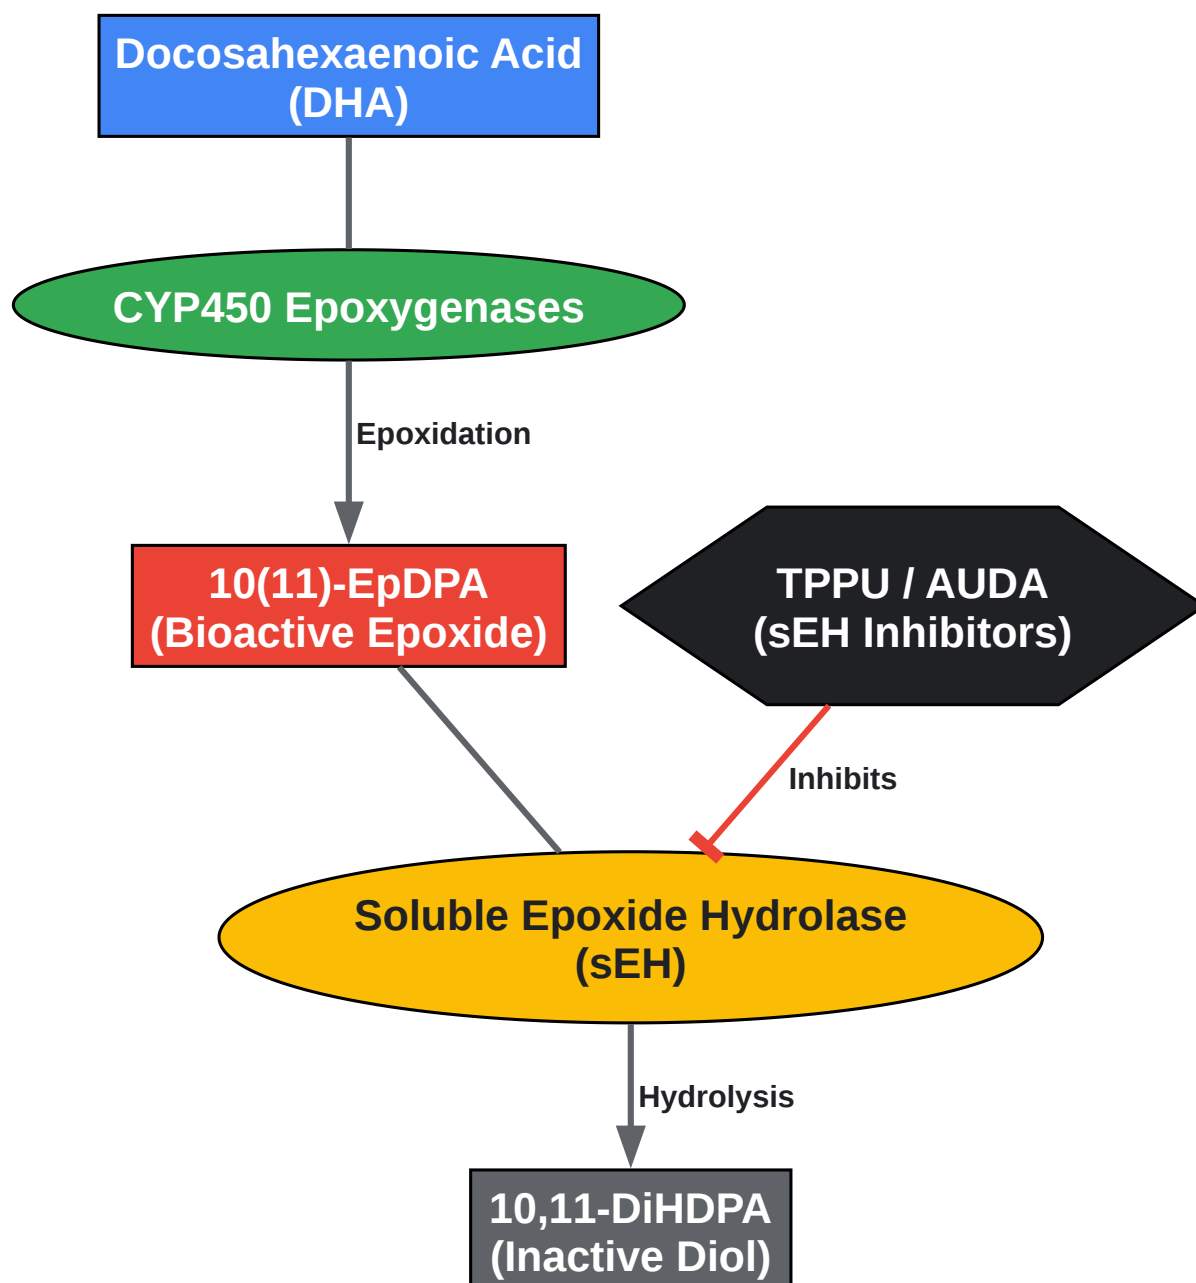 Docosahexaenoic Acid
(DHA)
CYP450 Epoxygenases
Epoxidation
10(11)-EpDPA
(Bioactive Epoxide)
TPPU / AUDA
(sEH Inhibitors)
Inhibits
Soluble Epoxide Hydrolase
(sEH)
Hydrolysis
10,11-DiHDPA
(Inactive Diol)